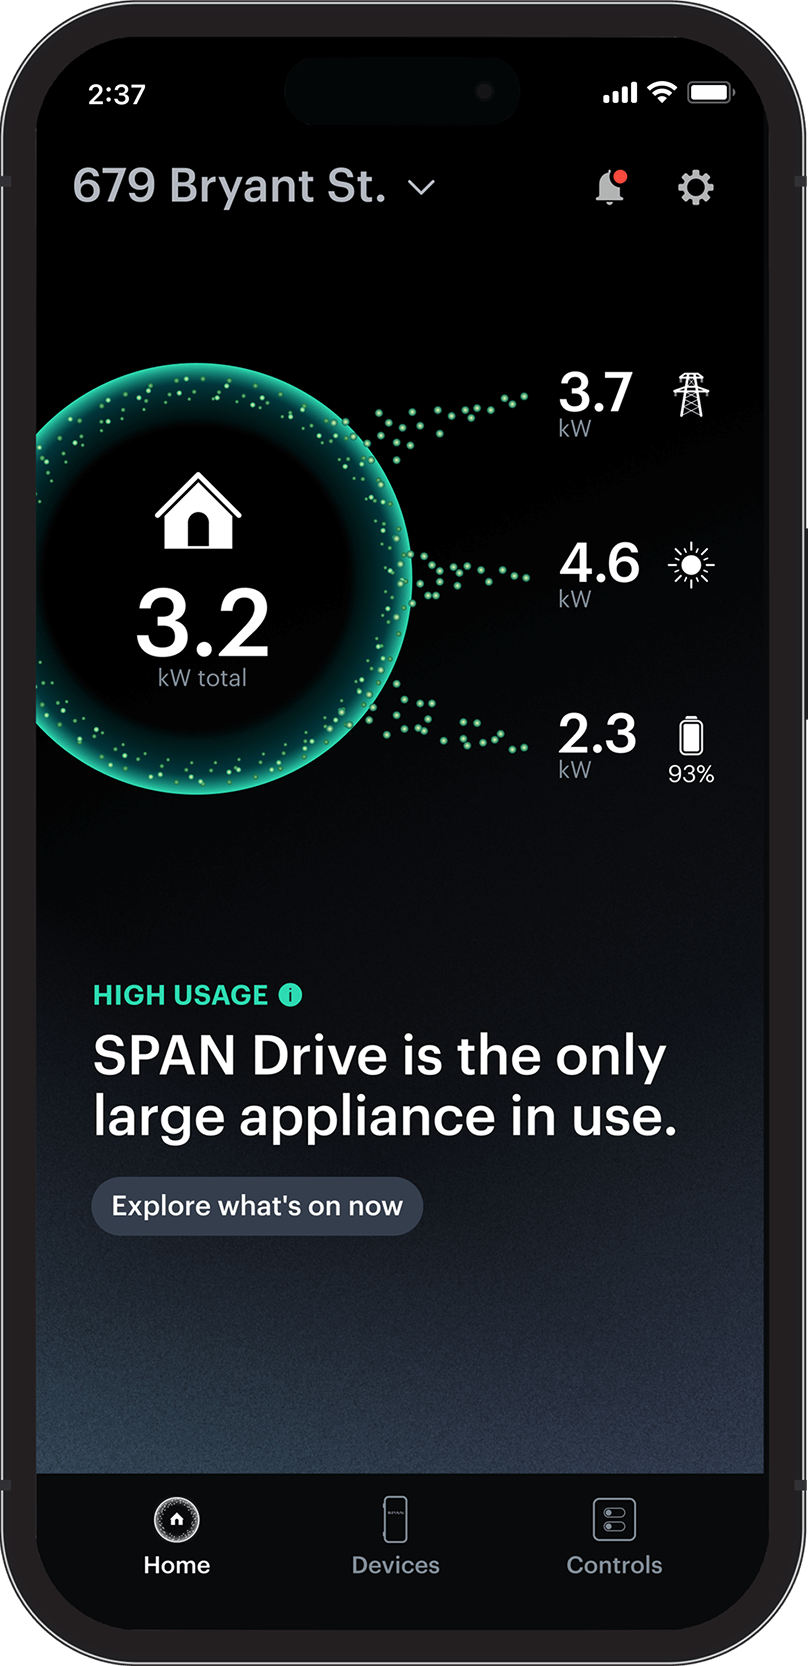 2:37
679 Bryant St.
3.7
kW
4.6
kW
3.2
kW total
2.3
kW
93%
HIGH USAGE i
SPAN Drive is the only
large appliance in use.
Explore what's on now
SPAN
Home
Devices
Controls